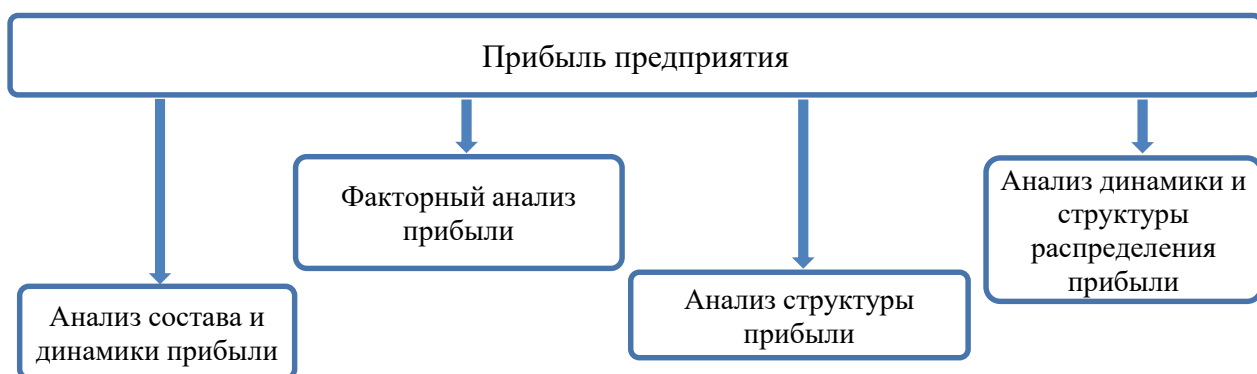 Прибыль предприятия
Факторный анализ
прибыли
Анализ динамики и
структуры
распределения
прибыли
Анализ состава и
динамики прибыли
Анализ структуры
прибыли